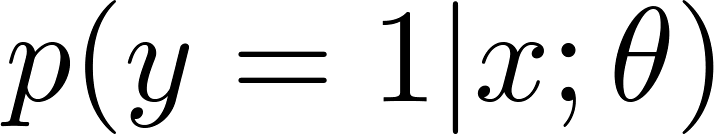 p(y = 1|x; θ)